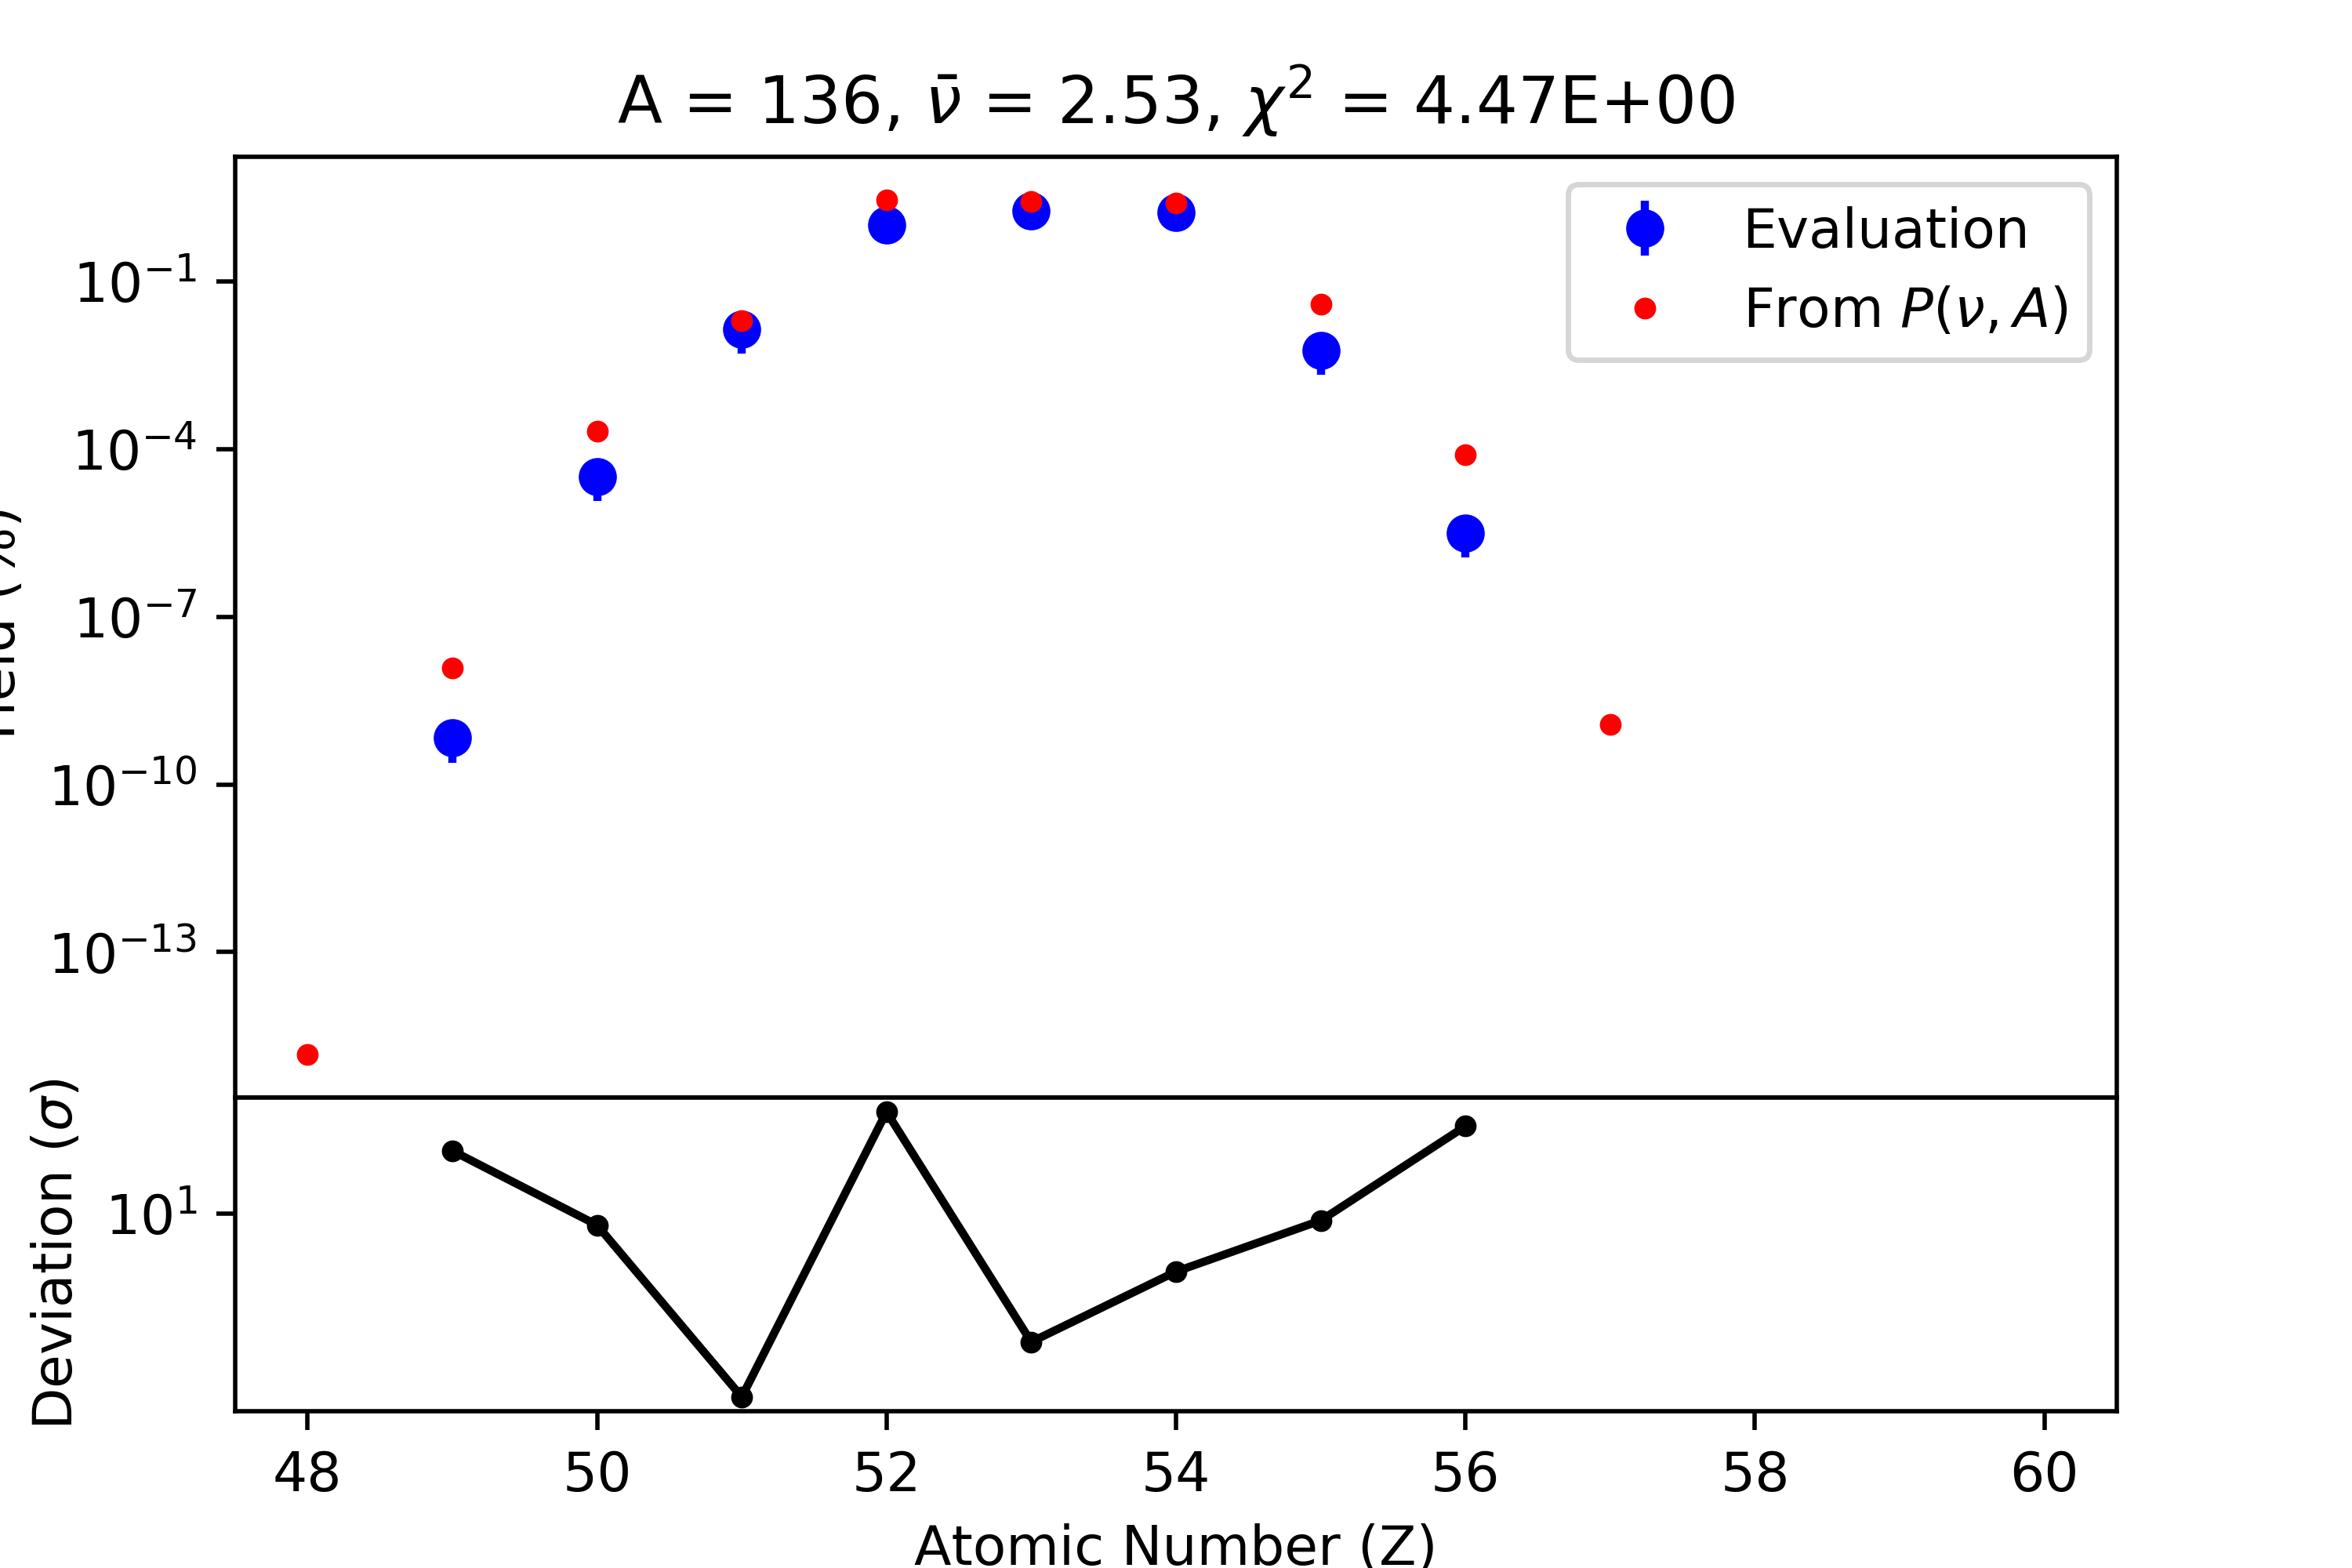 A = 136, ν̄ = 2.53, χ² = 4.47E+00
Evaluation
From P(ν, A)
10⁻¹
10⁻⁴
10⁻⁷
10⁻¹⁰
10⁻¹³
(%)
Deviation (σ)
10¹
48 50 52 54 56 58 60
Atomic Number (Z)